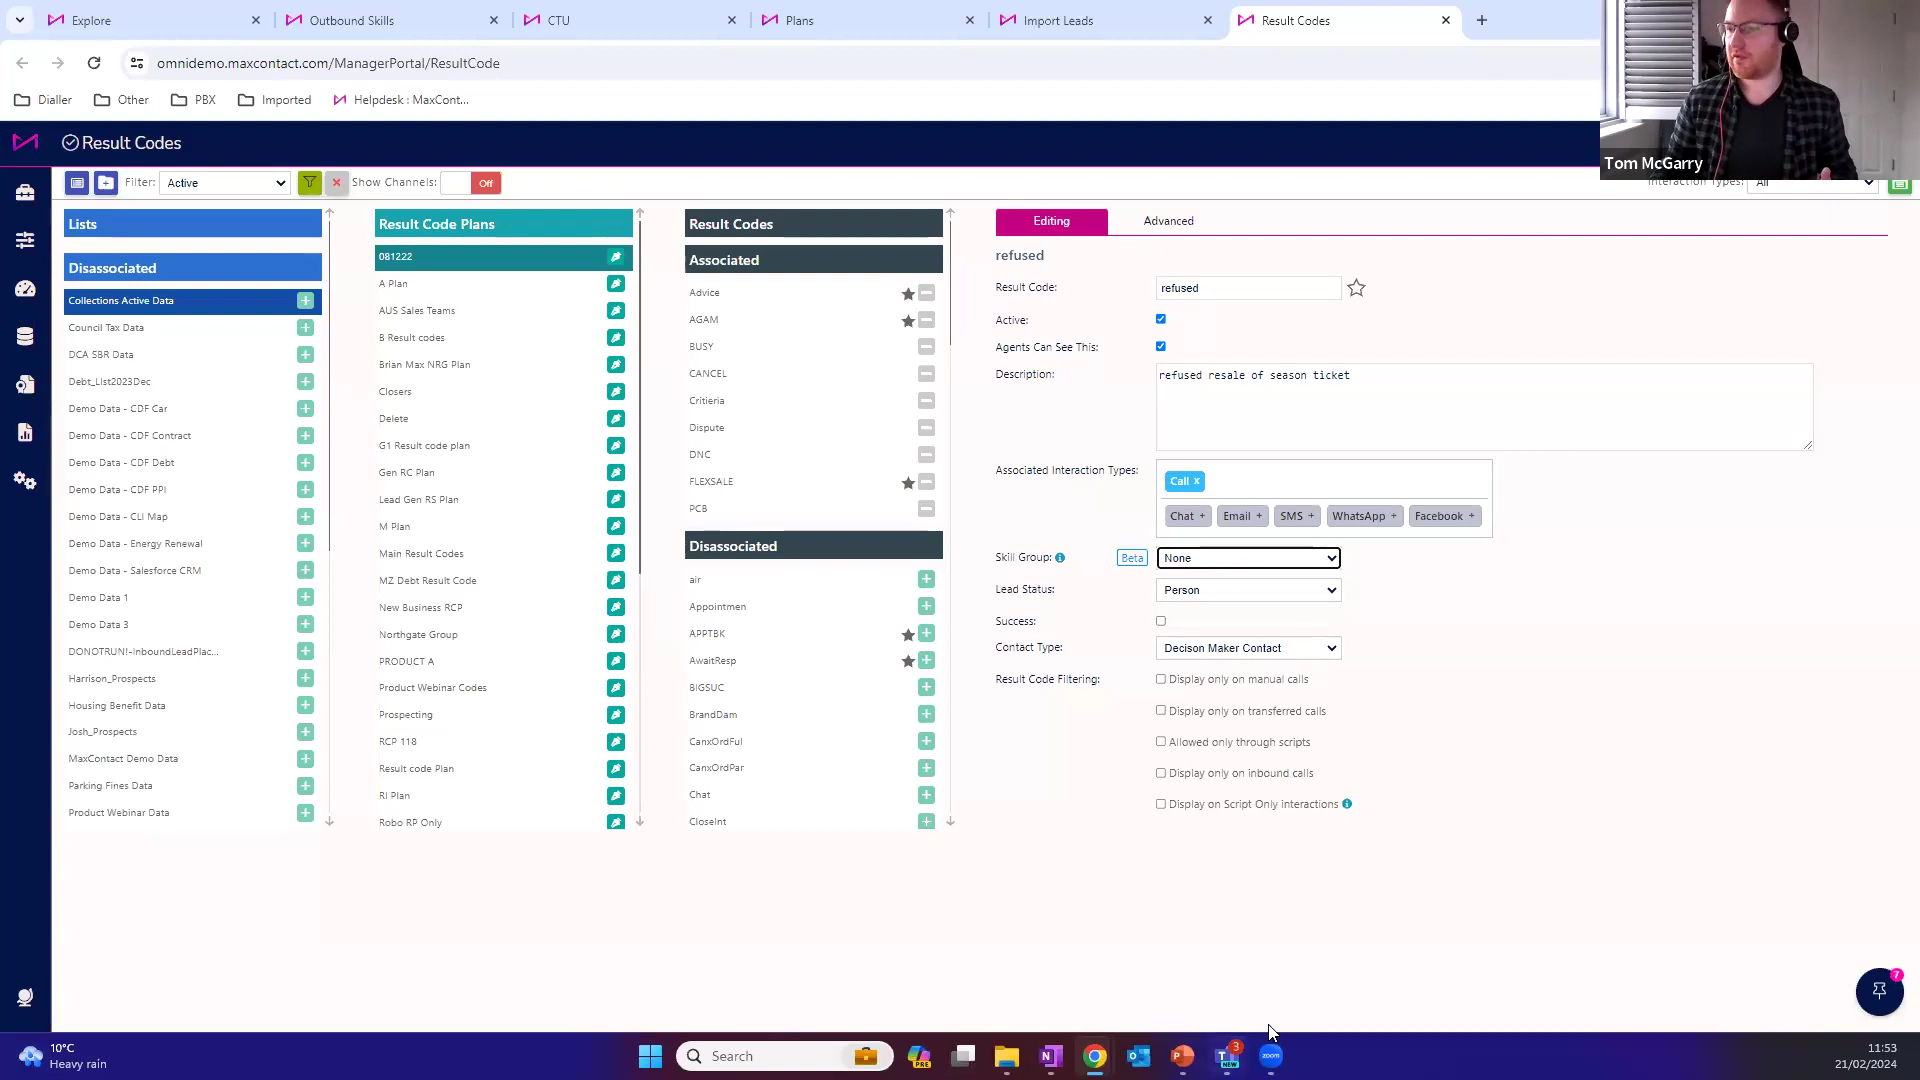 Explore
Outbound Skills
CTU
Plans
Import Leads
Result Codes
omnidemo.maxcontact.com/ManagerPortal/ResultCode
Dialler
Other
PBX
Imported
Helpdesk : MaxCont...
Result Codes
Tom McGarry
Filter:
Active
Show Channels:
Off
Interaction Types:
All
Lists
Disassociated
Collections Active Data
Council Tax Data
DCA SBR Data
Debt_LIst2023Dec
Demo Data - CDF Car
Demo Data - CDF Contract
Demo Data - CDF Debt
Demo Data - CDF PPI
Demo Data - CLI Map
Demo Data - Energy Renewal
Demo Data - Salesforce CRM
Demo Data 1
Demo Data 3
DONOTRUN!-InboundLeadPlac...
Harrison_Prospects
Housing Benefit Data
Josh_Prospects
MaxContact Demo Data
Parking Fines Data
Product Webinar Data
Result Code Plans
081222
A Plan
AUS Sales Teams
B Result codes
Brian Max NRG Plan
Closers
Delete
G1 Result code plan
Gen RC Plan
Lead Gen RS Plan
M Plan
Main Result Codes
MZ Debt Result Code
New Business RCP
Northgate Group
PRODUCT A
Product Webinar Codes
Prospecting
RCP 118
Result code Plan
RI Plan
Robo RP Only
Result Codes
Associated
Advice
AGAM
BUSY
CANCEL
Critieria
Dispute
DNC
FLEXSALE
PCB
Disassociated
air
Appointmen
APPTBK
AwaitResp
BIGSUC
BrandDam
CanxOrdFul
CanxOrdPar
Chat
CloseInt
Editing
Advanced
refused
Result Code:
refused
Active:
Agents Can See This:
Description:
refused resale of season ticket
Associated Interaction Types:
Call x
Chat +
Email +
SMS +
WhatsApp +
Facebook +
Skill Group:
Beta
None
Lead Status:
Person
Success:
Contact Type:
Decison Maker Contact
Result Code Filtering:
Display only on manual calls
Display only on transferred calls
Allowed only through scripts
Display only on inbound calls
Display on Script Only interactions
7
10°C
Heavy rain
Search
PRE
3
NEW
zoom
11:53
21/02/2024